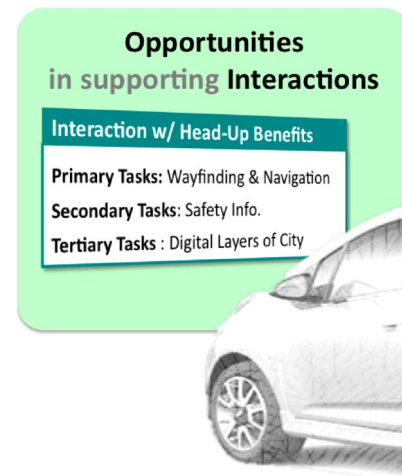 Opportunities
in supporting Interactions
Interaction w/ Head-Up Benefits
Primary Tasks: Wayfinding & Navigation
Secondary Tasks: Safety Info.
Tertiary Tasks : Digital Layers of City